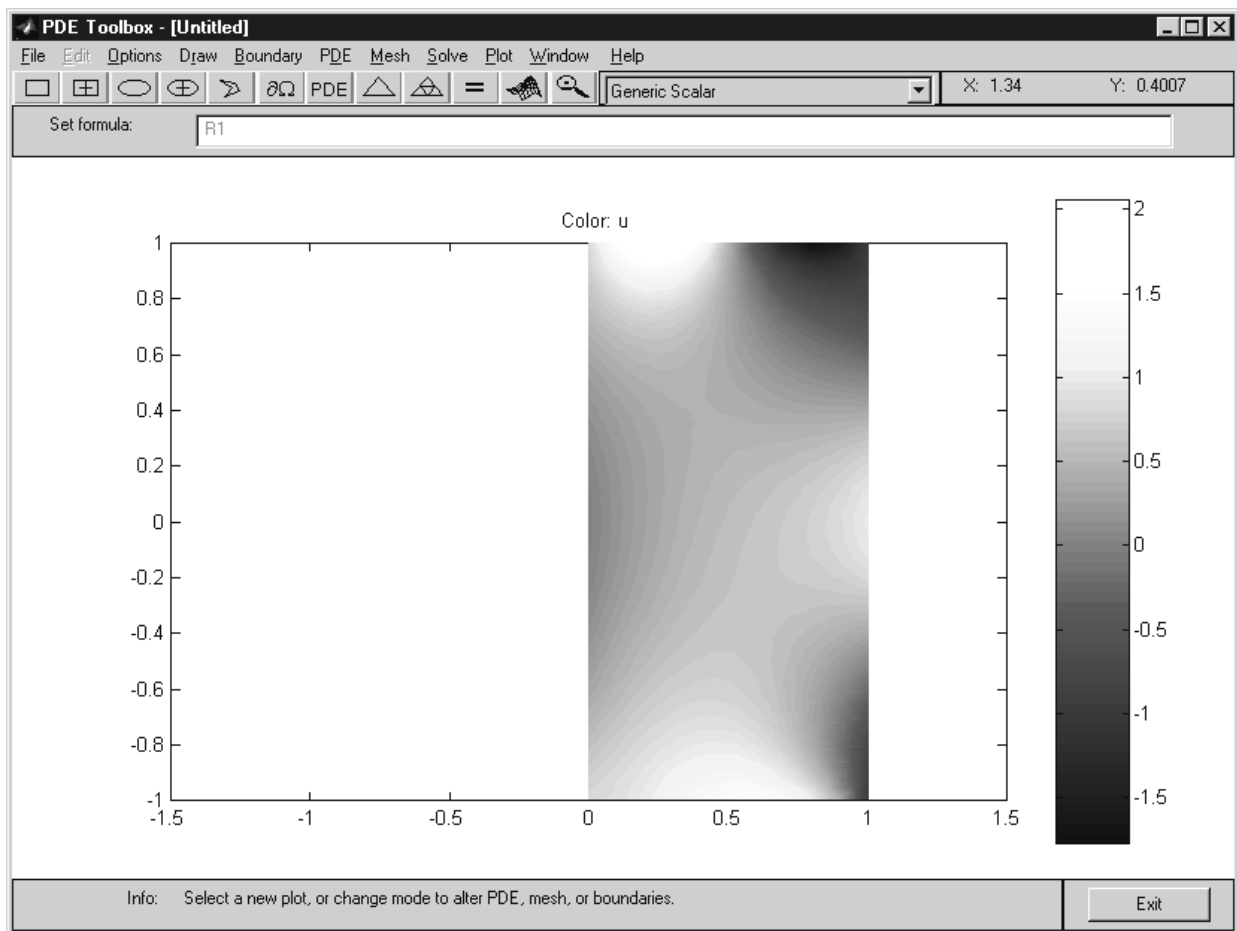 PDE Toolbox - [Untitled]
File Edit Options Draw Boundary PDE Mesh Solve Plot Window Help
∂Ω PDE = Generic Scalar X: 1.34 Y: 0.4007
Set formula: R1
Color: u
1
0.8
0.6
0.4
0.2
0
-0.2
-0.4
-0.6
-0.8
-1
-1.5 -1 -0.5 0 0.5 1 1.5
2
1.5
1
0.5
0
-0.5
-1
-1.5
Info: Select a new plot, or change mode to alter PDE, mesh, or boundaries.
Exit